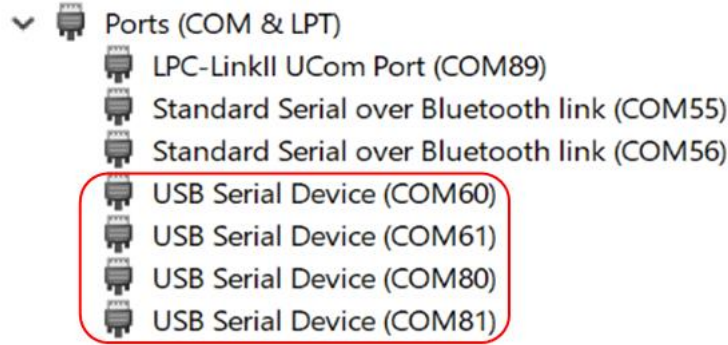 Ports (COM & LPT)
LPC-LinkII UCom Port (COM89)
Standard Serial over Bluetooth link (COM55)
Standard Serial over Bluetooth link (COM56)
USB Serial Device (COM60)
USB Serial Device (COM61)
USB Serial Device (COM80)
USB Serial Device (COM81)